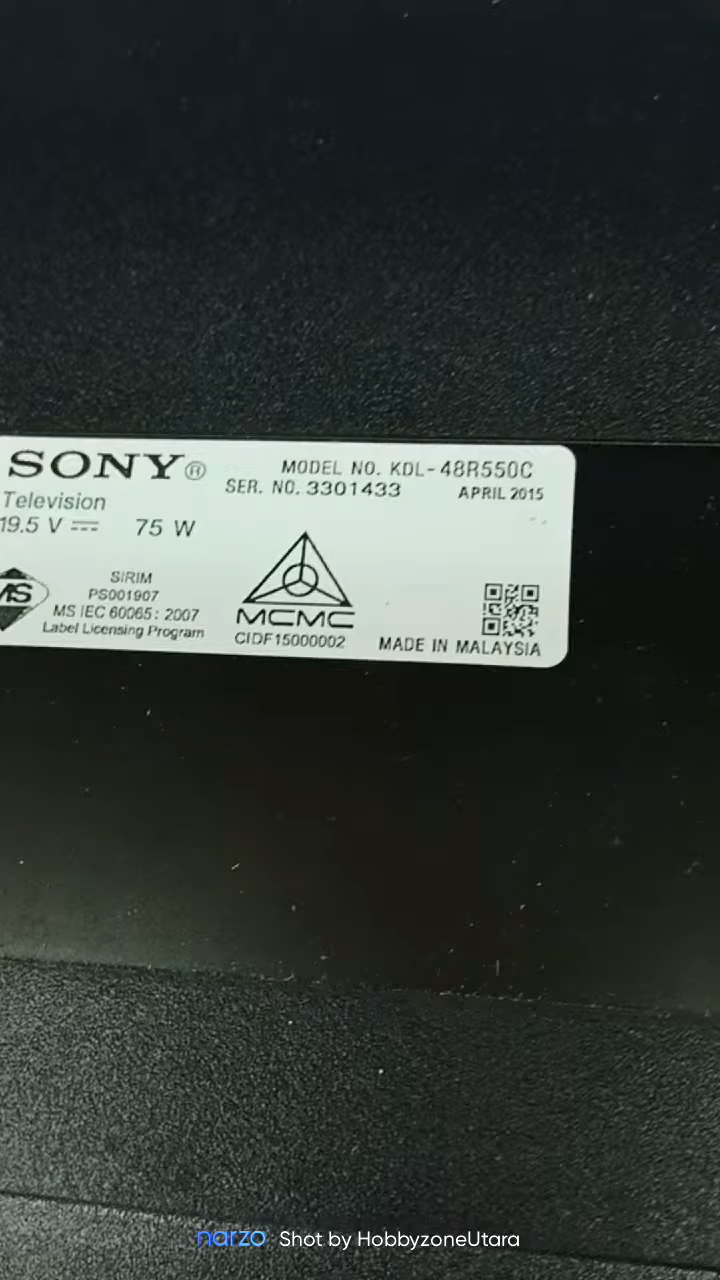 SONY®
MODEL NO. KDL-48R550C
SER. NO. 3301433
APRIL 2015
Television
19.5 V ⎓ 75 W
SIRIM
PS001907
MS IEC 60065: 2007
Label Licensing Program
MCMC
CIDF15000002
MADE IN MALAYSIA
narzo Shot by HobbyzoneUtara